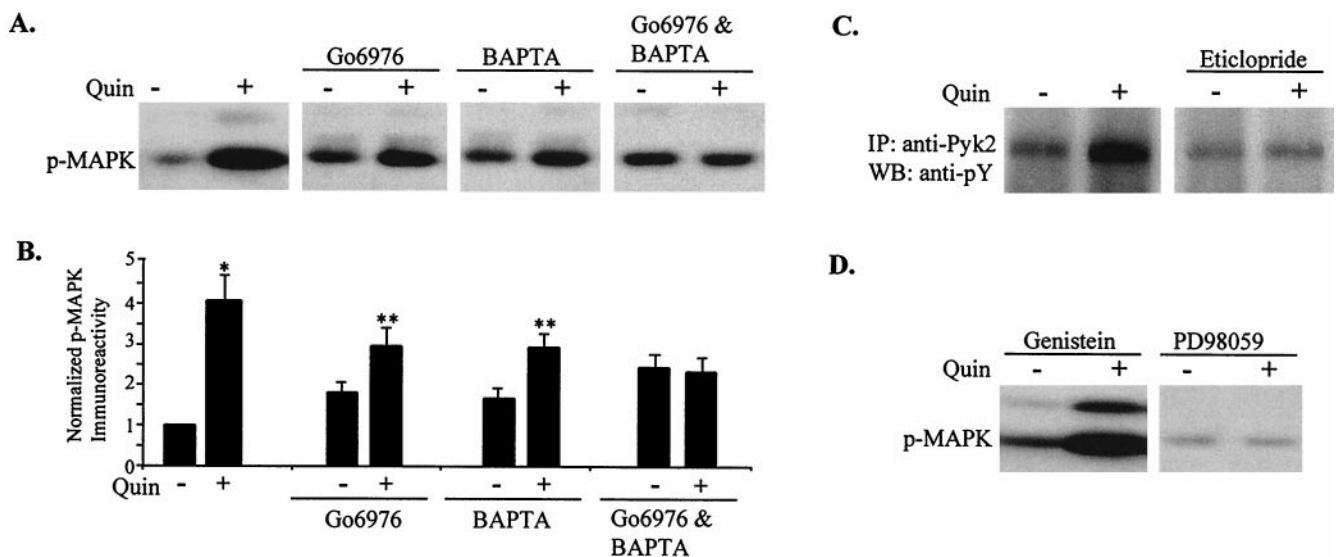 A.
Go6976
BAPTA
Go6976 &
BAPTA
Quin - + - + - + - +
p-MAPK
B.
Normalized p-MAPK
Immunoreactivity
5
4
3
2
1
0
*
**
**
Quin - + - + - + - +
Go6976
BAPTA
Go6976 &
BAPTA
C.
Eticlopride
Quin - + - +
IP: anti-Pyk2
WB: anti-pY
D.
Genistein
PD98059
Quin - + - +
p-MAPK